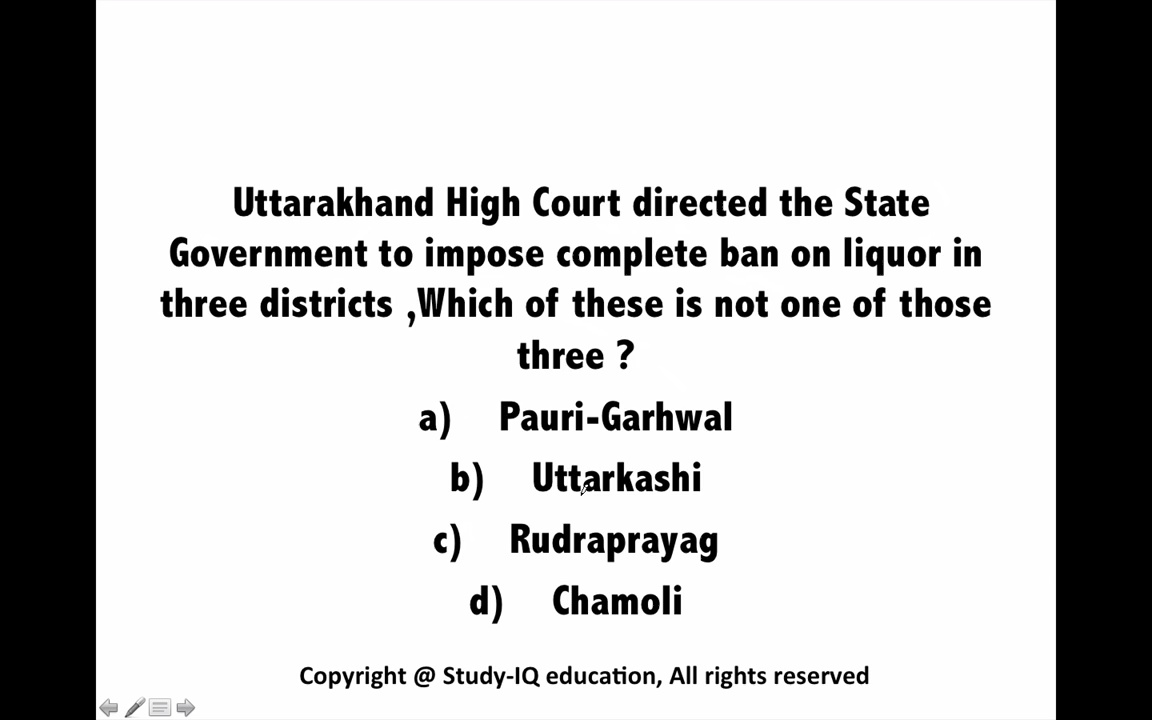 Uttarakhand High Court directed the State
Government to impose complete ban on liquor in
three districts ,Which of these is not one of those
three ?
a) Pauri-Garhwal
b) Uttarkashi
c) Rudraprayag
d) Chamoli
Copyright @ Study-IQ education, All rights reserved